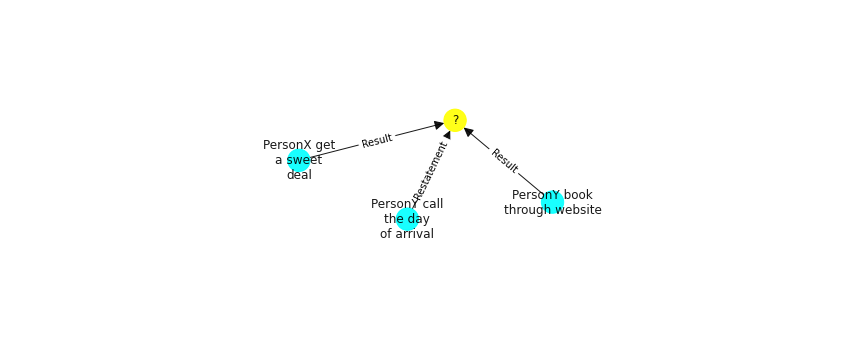 ?
Result
PersonX get
a sweet
deal
Restatement
Result
PersonY call
the day
of arrival
PersonY book
through website